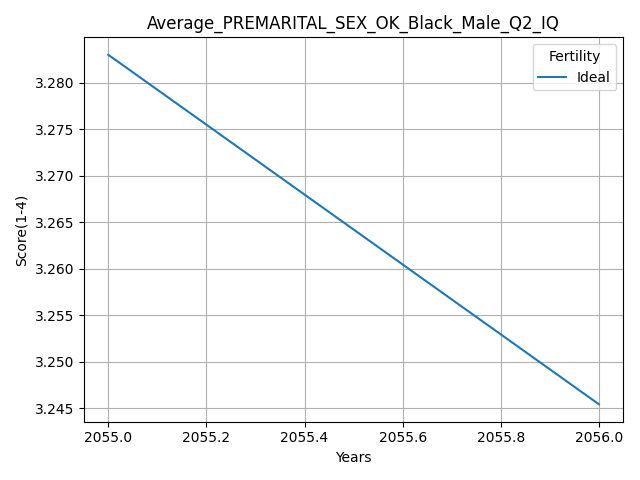 Average_PREMARITAL_SEX_OK_Black_Male_Q2_IQ
Fertility
Ideal
3.280
3.275
3.270
3.265
3.260
3.255
3.250
3.245
Score(1-4)
2055.0 2055.2 2055.4 2055.6 2055.8 2056.0
Years